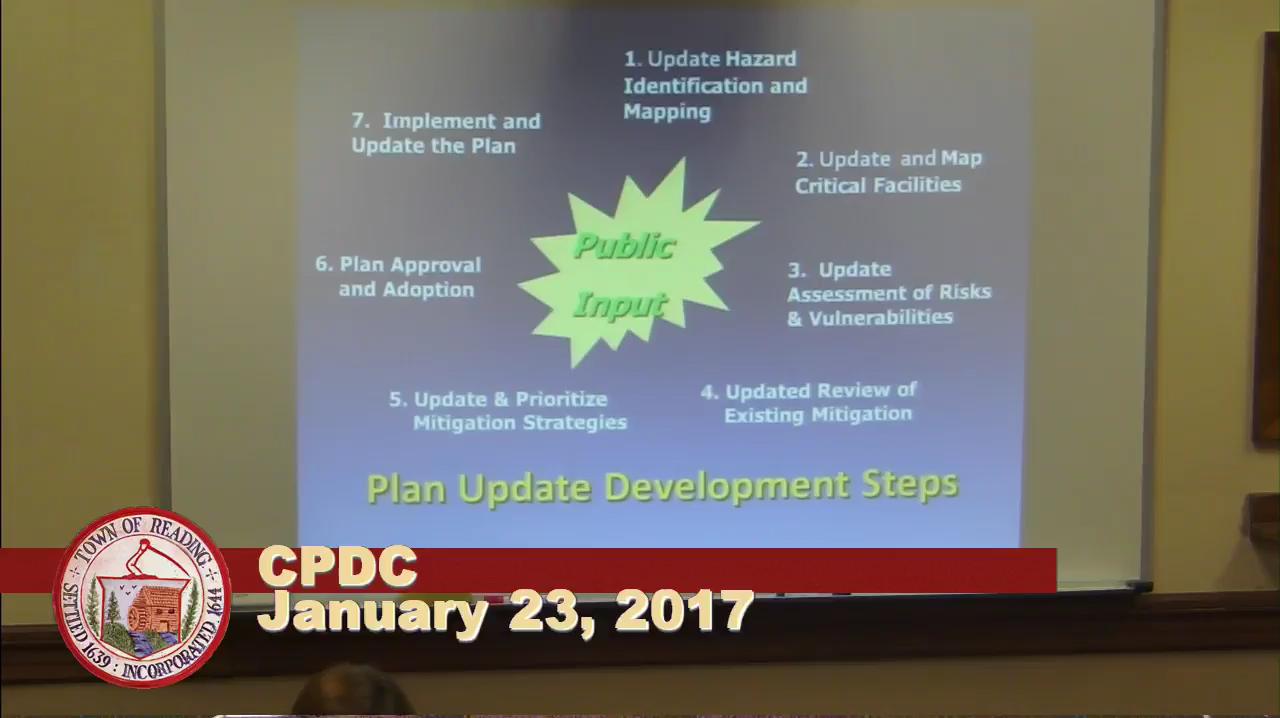 1. Update Hazard
Identification and
Mapping
7. Implement and
Update the Plan
2. Update and Map
Critical Facilities
Public
Input
6. Plan Approval
and Adoption
3. Update
Assessment of Risks
& Vulnerabilities
5. Update & Prioritize
Mitigation Strategies
4. Updated Review of
Existing Mitigation
Plan Update Development Steps
TOWN OF READING
SETTLED 1639 : INCORPORATED 1644
CPDC
January 23, 2017